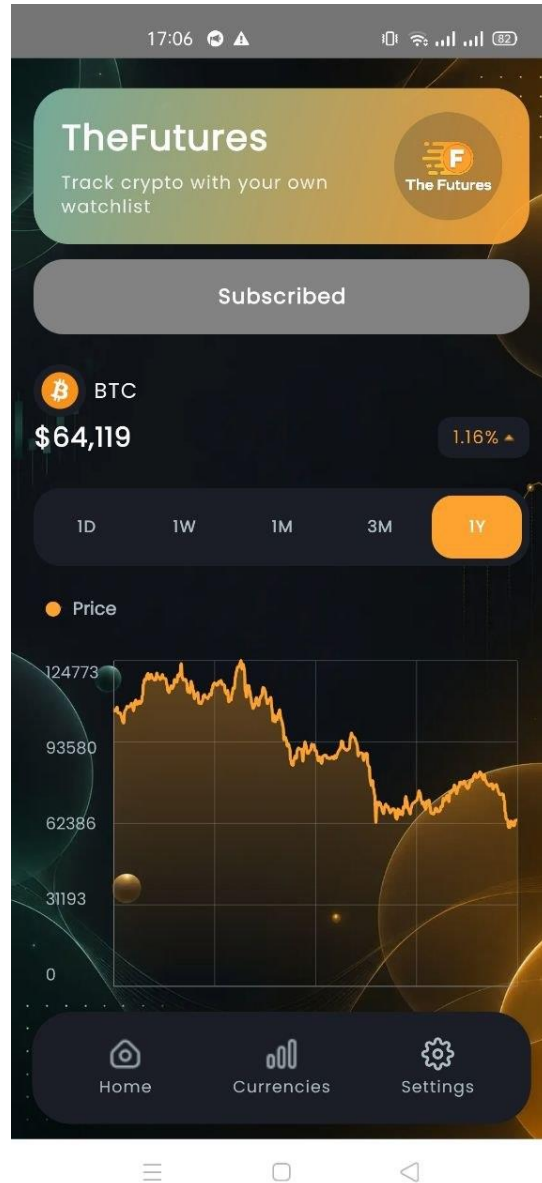 17:06
82
TheFutures
Track crypto with your own
watchlist
F
The Futures
Subscribed
BTC
$64,119
1.16%
1D 1W 1M 3M 1Y
Price
124773
93580
62386
31193
0
Home Currencies Settings